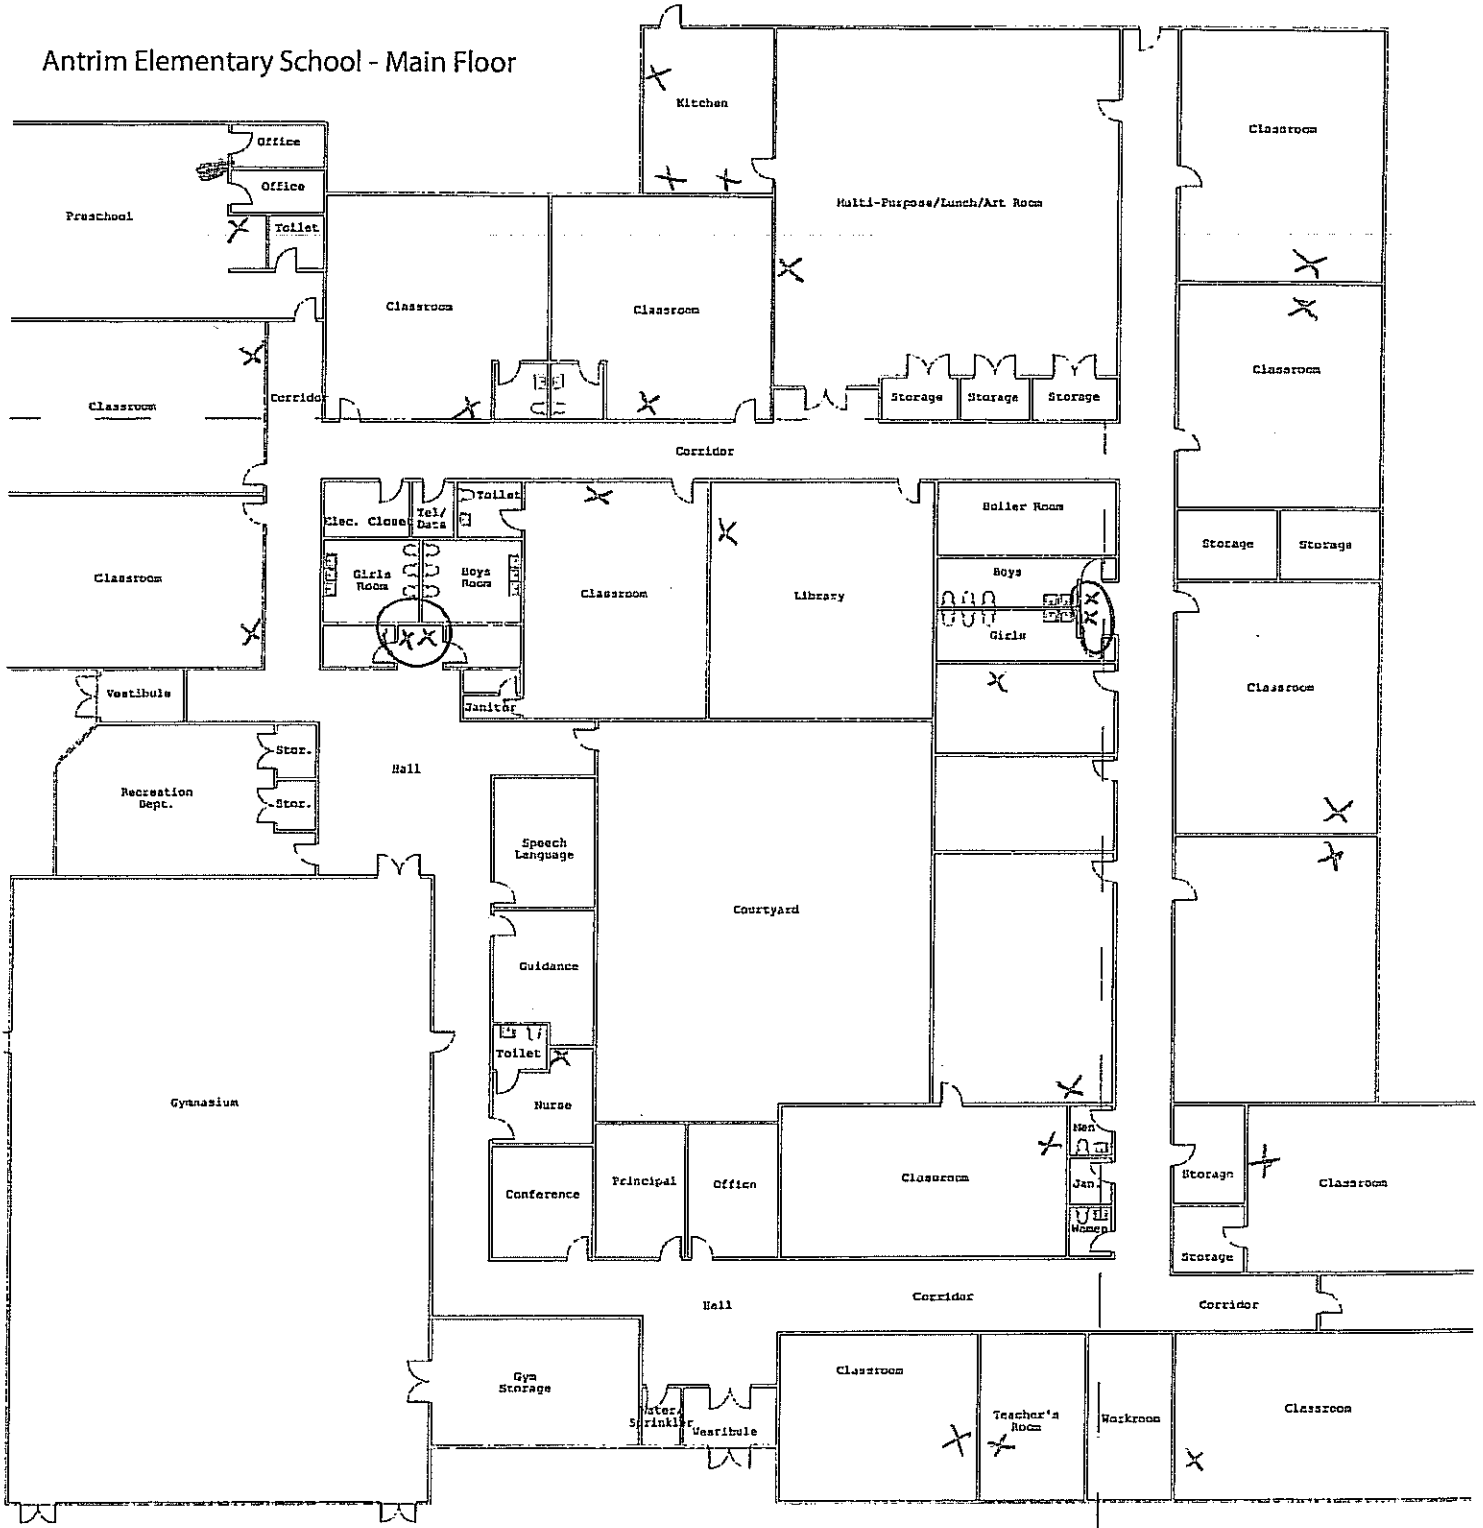 Antrim Elementary School - Main Floor
Kitchen
Classroom
Office
Office
Preschool
Toilet
Multi-Purpose/Lunch/Art Room
Classroom
Classroom
Classroom
Classroom
Corridor
Storage
Storage
Storage
Corridor
Elec. Closet
Tel/
Data
Toilet
Boiler Room
Storage
Storage
Classroom
Girls
Room
Boys
Room
Classroom
Library
Boys
Girls
Classroom
Vestibule
Janitor
Stor.
Hall
Recreation
Dept.
Stor.
Speech
Language
Courtyard
Guidance
Toilet
Nurse
Gymnasium
Men
Conference
Principal
Office
Classroom
Jan.
Women
Storage
Classroom
Storage
Hall
Corridor
Corridor
Gym
Storage
Sprinkler
Vestibule
Classroom
Teacher's
Room
Workroom
Classroom